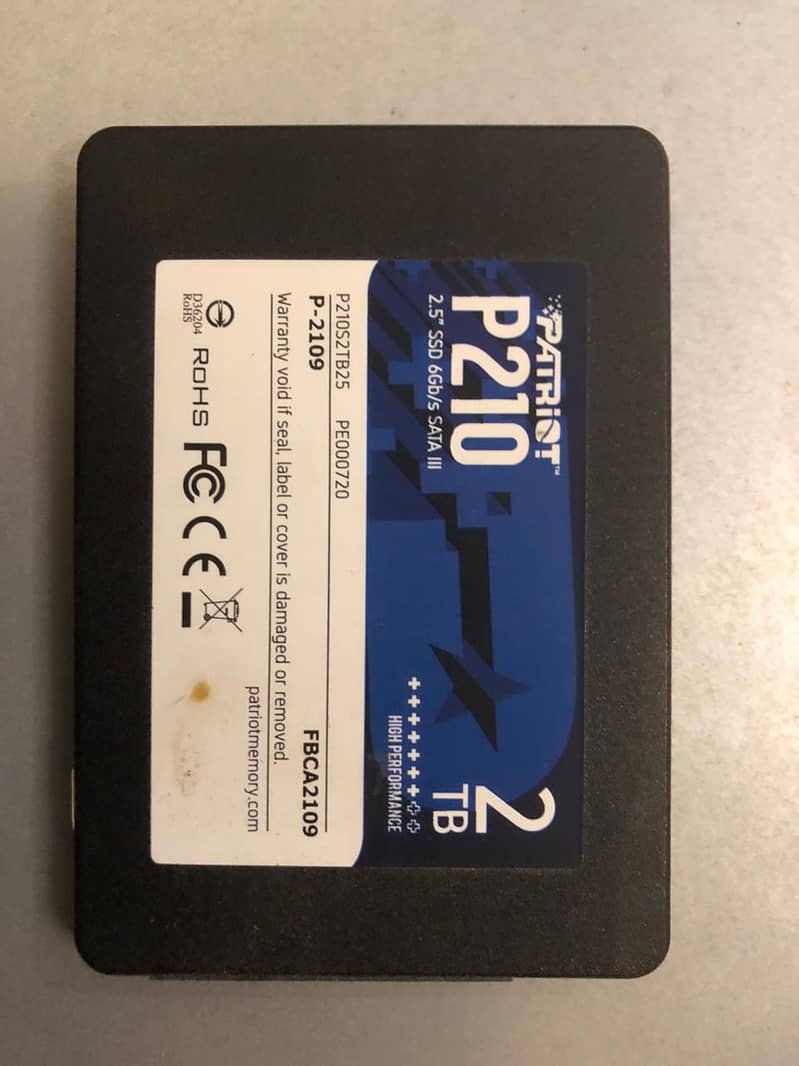 PATRIOT™
P210
2.5" SSD 6Gb/s SATA III
2
TB
HIGH PERFORMANCE
P210S2TB25 PE000720
P-2109 FBCA2109
Warranty void if seal, label or cover is damaged or removed.
patriotmemory.com
D36204
RoHS
RoHS FC CE